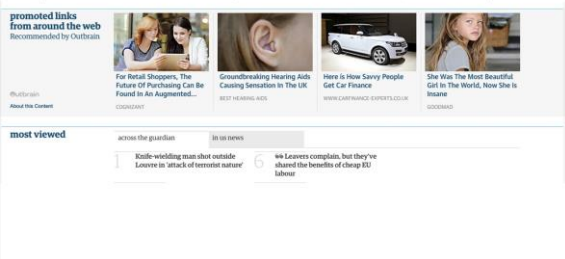 promoted links
from around the web
Recommended by Outbrain
For Retail Shoppers, The
Future Of Purchasing Can Be
Found In An Augmented...
COGNIZANT
Groundbreaking Hearing Aids
Causing Sensation In The UK
BEST HEARING AIDS
Here is How Savvy People
Get Car Finance
WWW.CARFINANCE-EXPERTS.CO.UK
She Was The Most Beautiful
Girl In The World, Now She is
Insane
GOODMAD
Outbrain
About this Content
most viewed
across the guardian
in us news
1
Knife-wielding man shot outside
Louvre in 'attack of terrorist nature'
6
Leavers complain, but they've
shared the benefits of cheap EU
labour